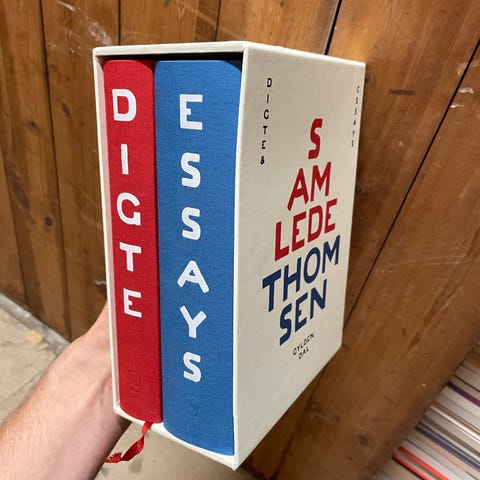 DIGTE
ESSAYS
DIGTE &
ESSAYS
S
AM
LEDE
THOM
SEN
GYLDEN
DAL